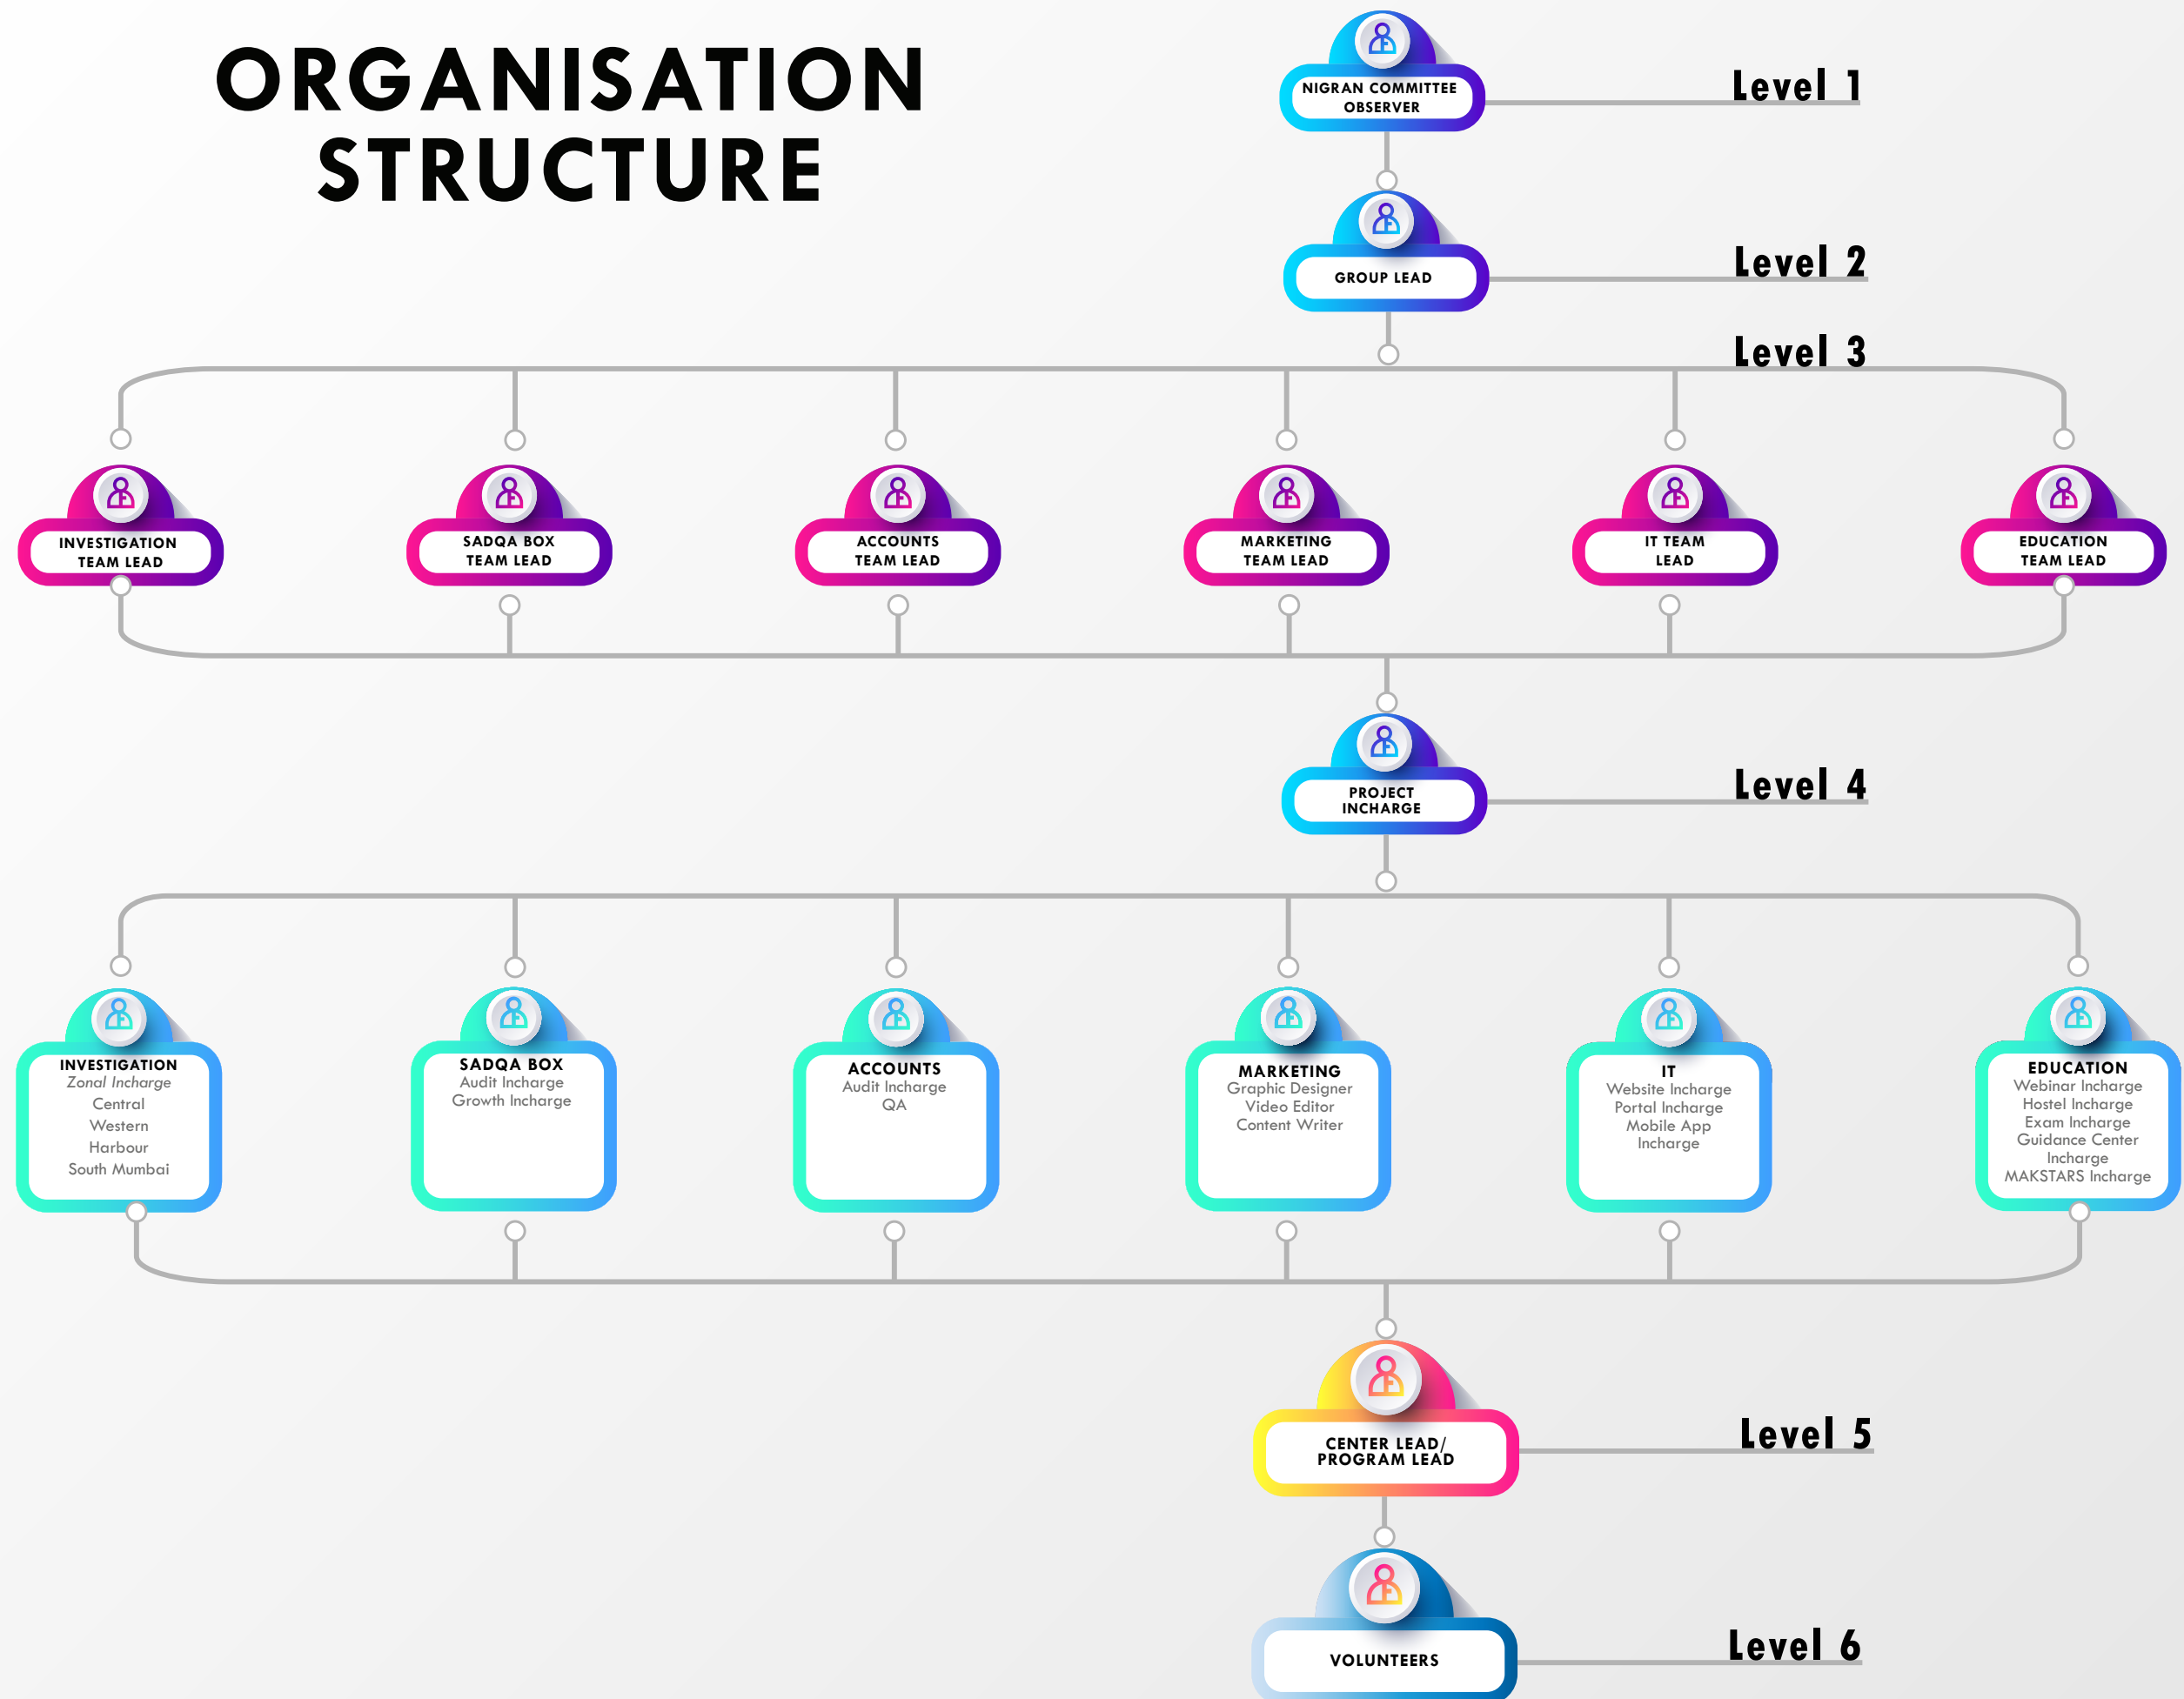 ORGANISATION
STRUCTURE
NIGRAN COMMITTEE
OBSERVER
Level 1
GROUP LEAD
Level 2
Level 3
INVESTIGATION
TEAM LEAD
SADQA BOX
TEAM LEAD
ACCOUNTS
TEAM LEAD
MARKETING
TEAM LEAD
IT TEAM
LEAD
EDUCATION
TEAM LEAD
PROJECT
INCHARGE
Level 4
INVESTIGATION
Zonal Incharge
Central
Western
Harbour
South Mumbai
SADQA BOX
Audit Incharge
Growth Incharge
ACCOUNTS
Audit Incharge
QA
MARKETING
Graphic Designer
Video Editor
Content Writer
IT
Website Incharge
Portal Incharge
Mobile App
Incharge
EDUCATION
Webinar Incharge
Hostel Incharge
Exam Incharge
Guidance Center
Incharge
MAKSTARS Incharge
CENTER LEAD/
PROGRAM LEAD
Level 5
VOLUNTEERS
Level 6